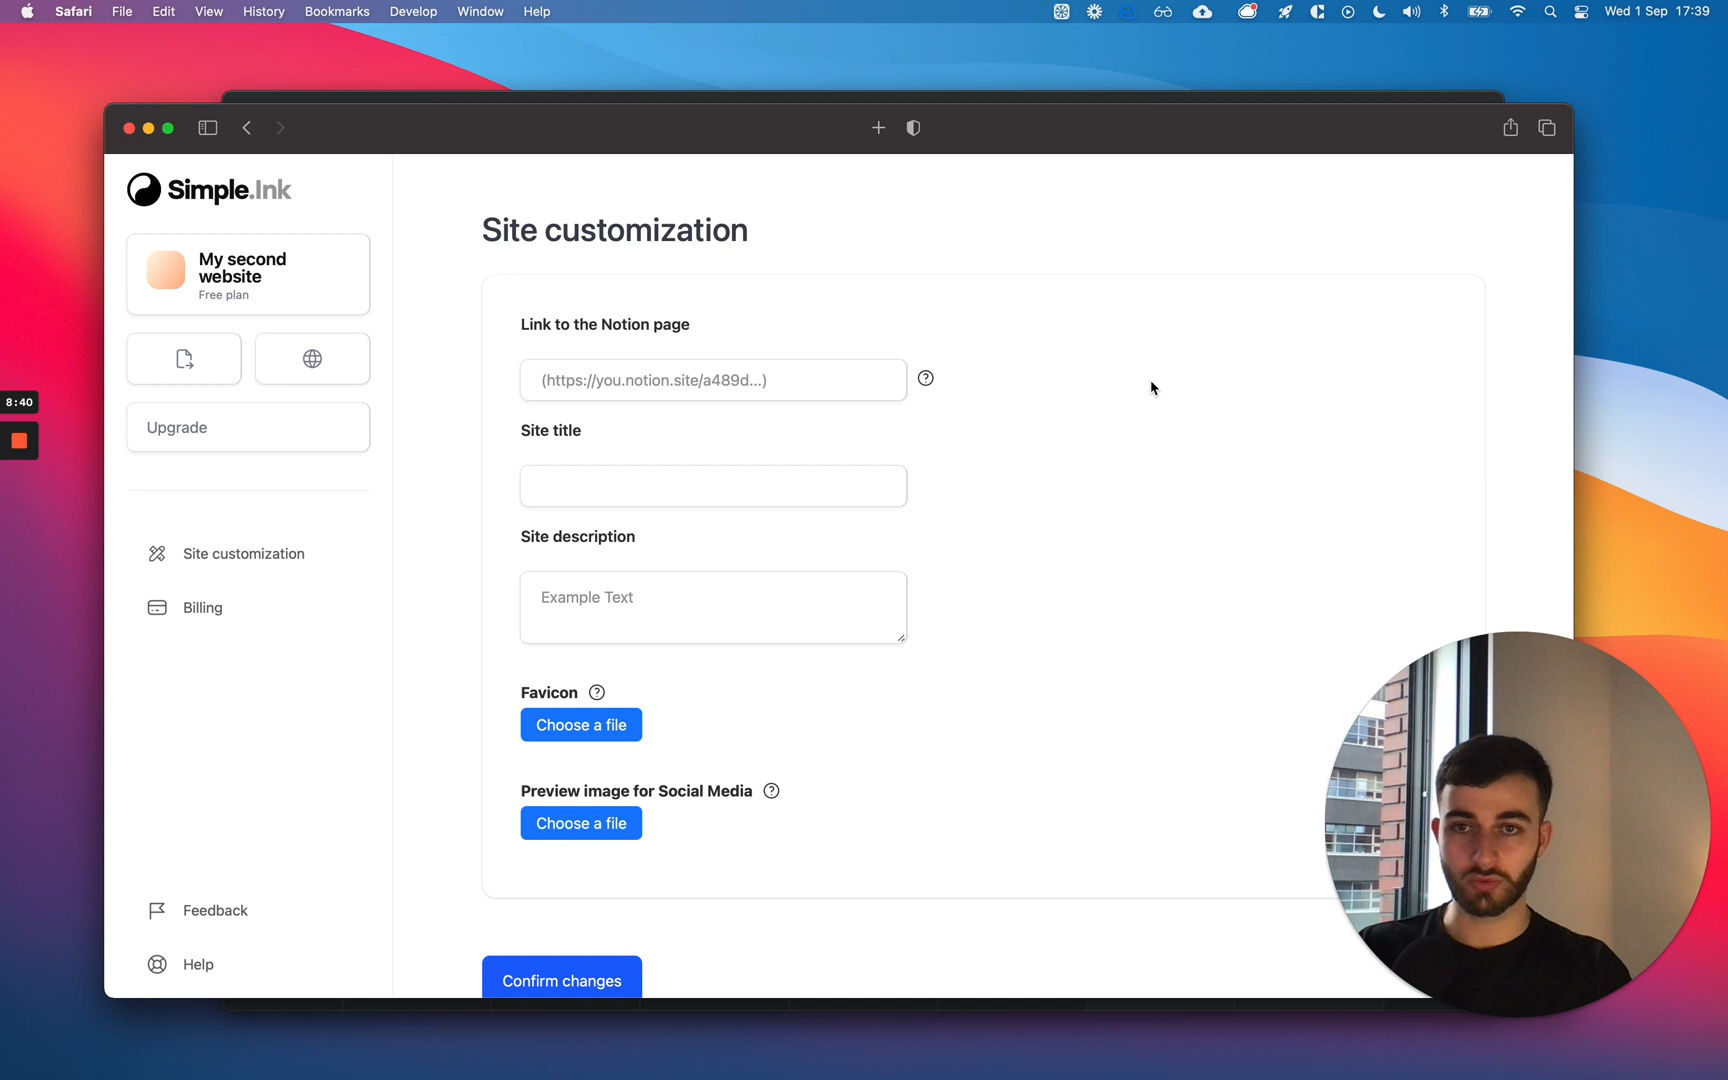 Safari File Edit View History Bookmarks Develop Window Help
Wed 1 Sep 17:39
Simple.Ink
My second
website
Free plan
Upgrade
Site customization
Billing
Feedback
Help
8:40
Site customization
Link to the Notion page
(https://you.notion.site/a489d...)
Site title
Site description
Example Text
Favicon
Choose a file
Preview image for Social Media
Choose a file
Confirm changes